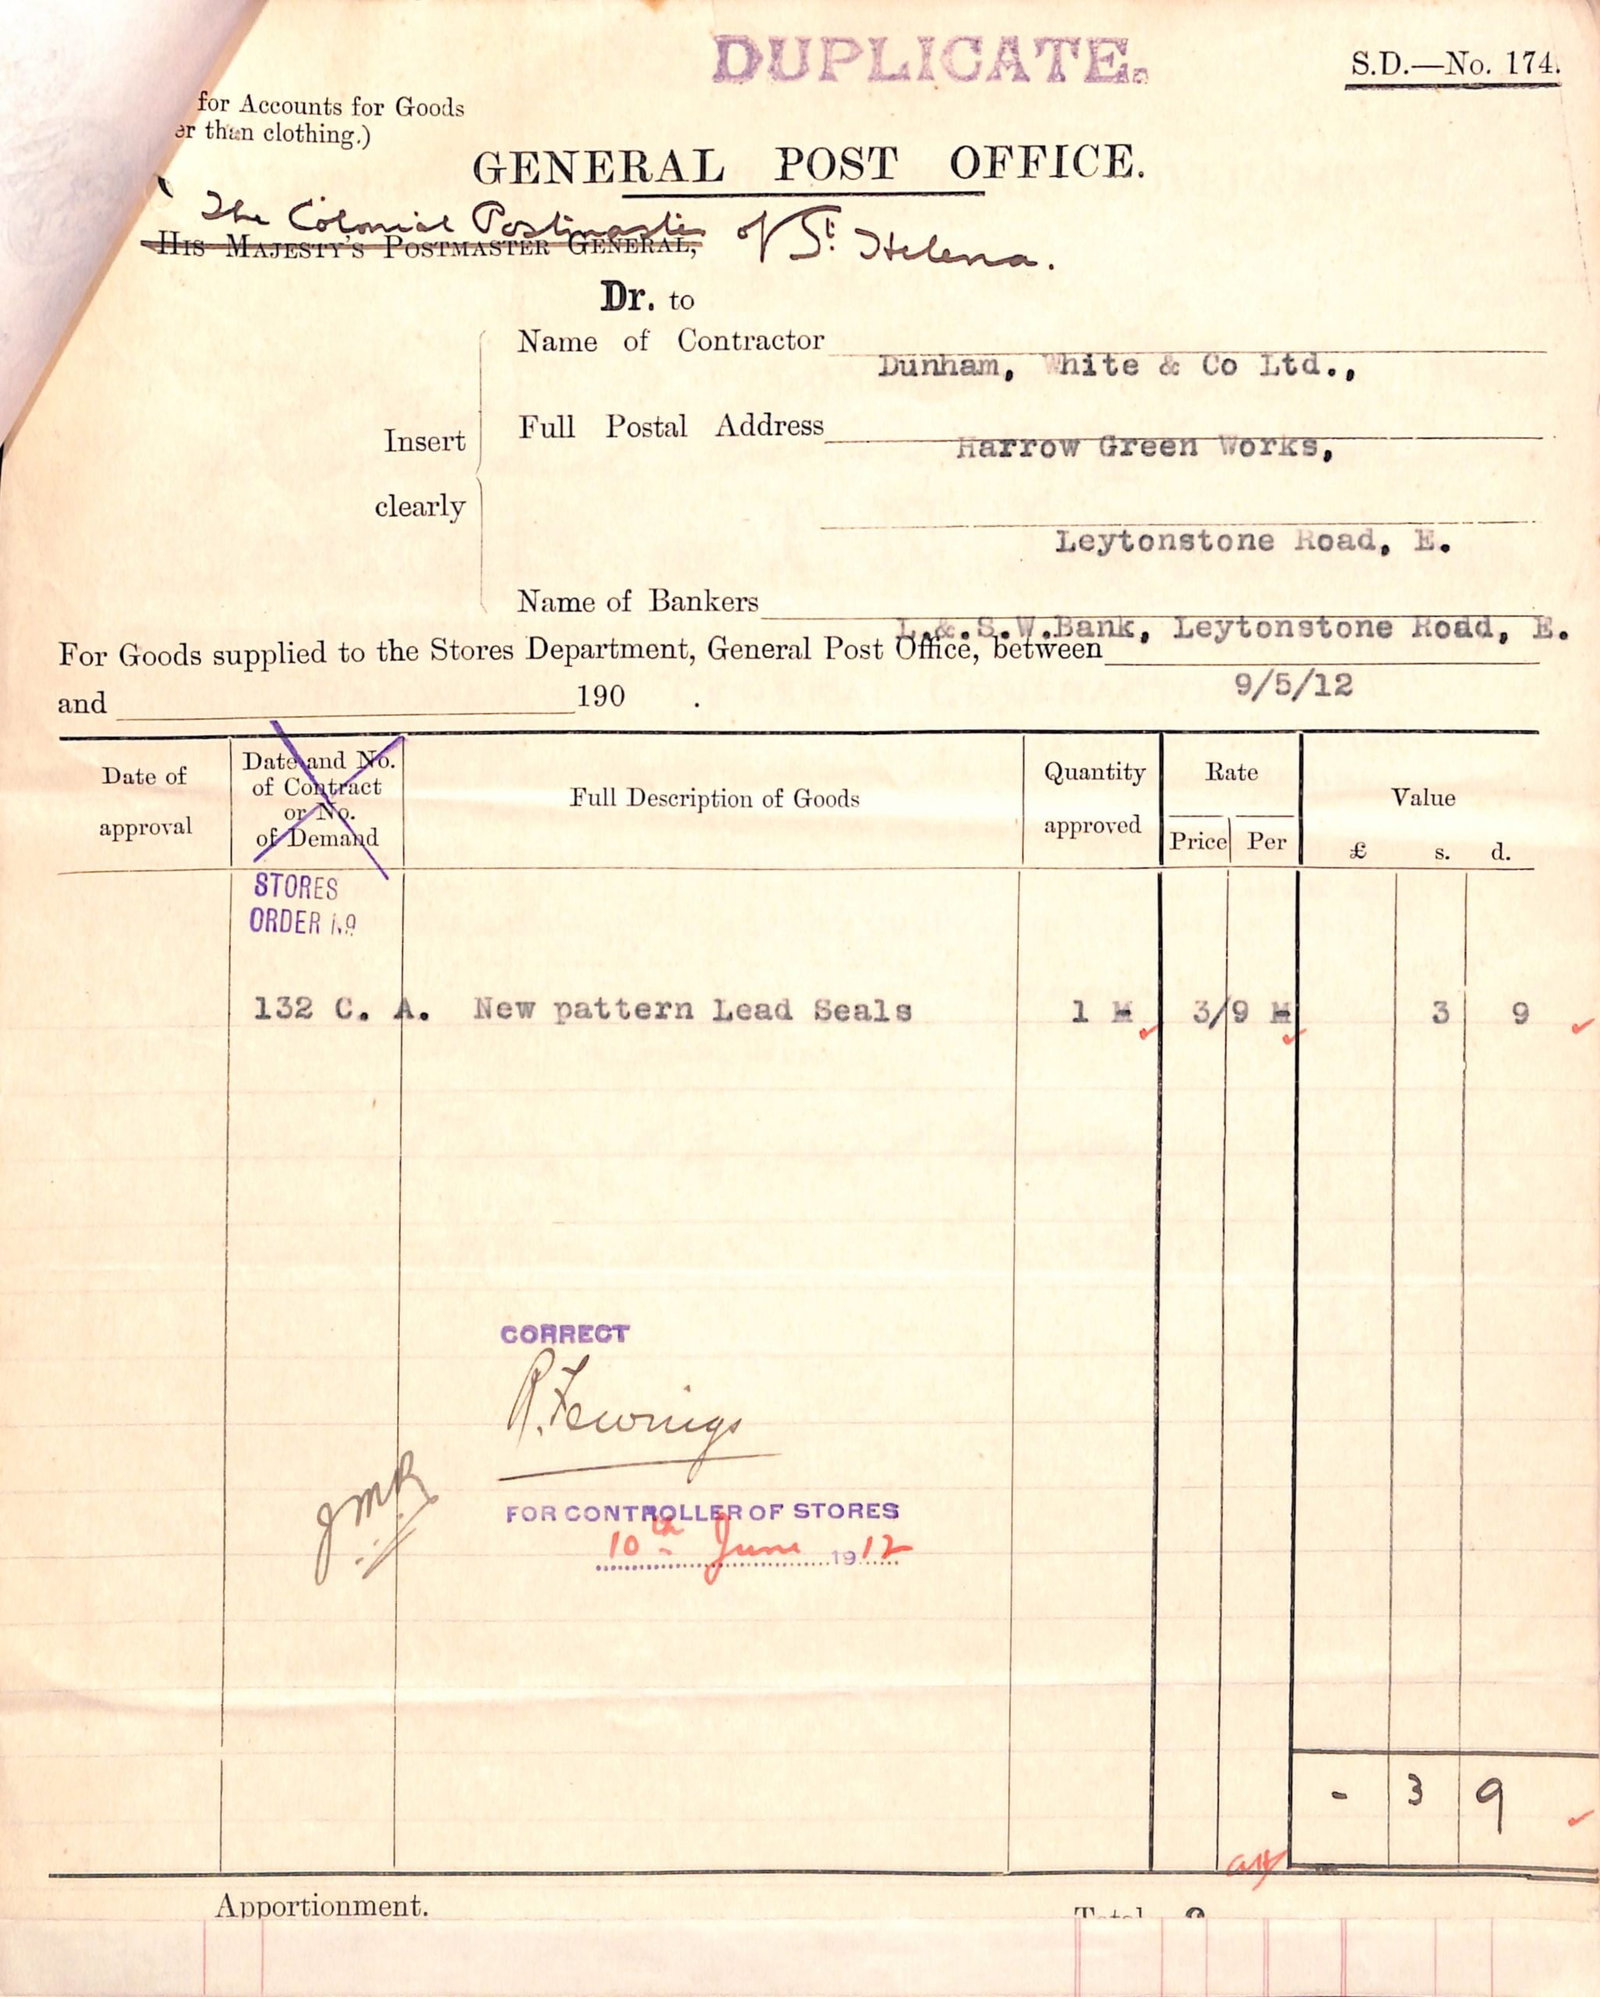 DUPLICATE.
S.D.—No. 174.
for Accounts for Goods
er than clothing.)
GENERAL POST OFFICE.
The Colonial Postmaster of St. Helena.
HIS MAJESTY'S POSTMASTER GENERAL,
Dr. to
Name of Contractor
Dunham, White & Co Ltd.,
Insert
clearly
Full Postal Address
Harrow Green Works,
Leytonstone Road, E.
Name of Bankers
L.&.S.W.Bank, Leytonstone Road, E.
For Goods supplied to the Stores Department, General Post Office, between
9/5/12
and 190 .
Date of approval
Date and No. of Contract or No. of Demand
Full Description of Goods
Quantity approved
Rate
Price Per
Value
£ s. d.
STORES
ORDER No
132 C. A. New pattern Lead Seals 1 M 3/9 M 3 9
CORRECT
R. Fewings
JMR
FOR CONTROLLER OF STORES
10th June 1912
- 3 9
Apportionment.
Total £